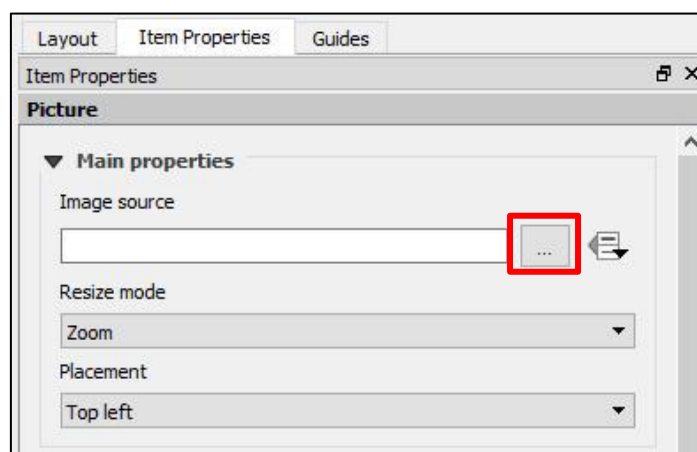 Layout Item Properties Guides
Item Properties
Picture
Main properties
Image source
...
Resize mode
Zoom
Placement
Top left